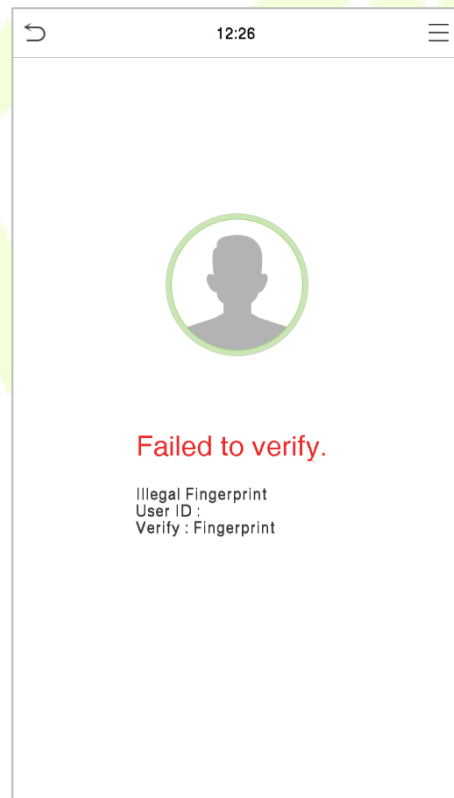 12:26
Failed to verify.
Illegal Fingerprint
User ID :
Verify : Fingerprint